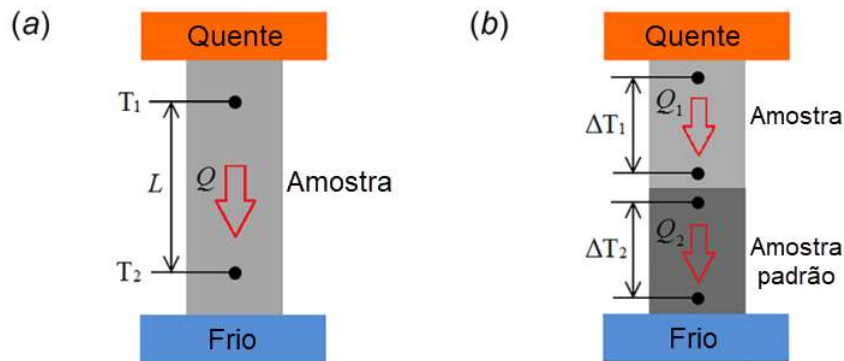 (a)
Quente
T₁
L
Q
Amostra
T₂
Frio
(b)
Quente
ΔT₁
Q₁
Amostra
ΔT₂
Q₂
Amostra
padrão
Frio